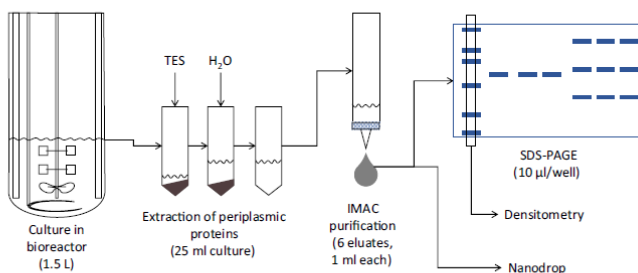 TES
H₂O
SDS-PAGE
(10 µl/well)
Extraction of periplasmic
proteins
(25 ml culture)
IMAC
purification
(6 eluates,
1 ml each)
Densitometry
Culture in
bioreactor
(1.5 L)
Nanodrop